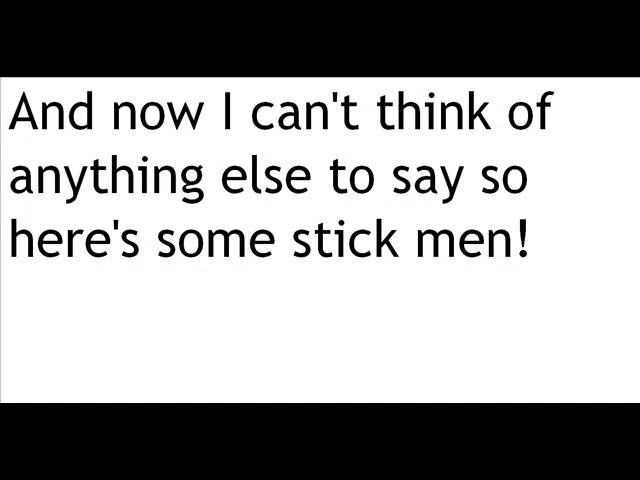 And now I can't think of
anything else to say so
here's some stick men!